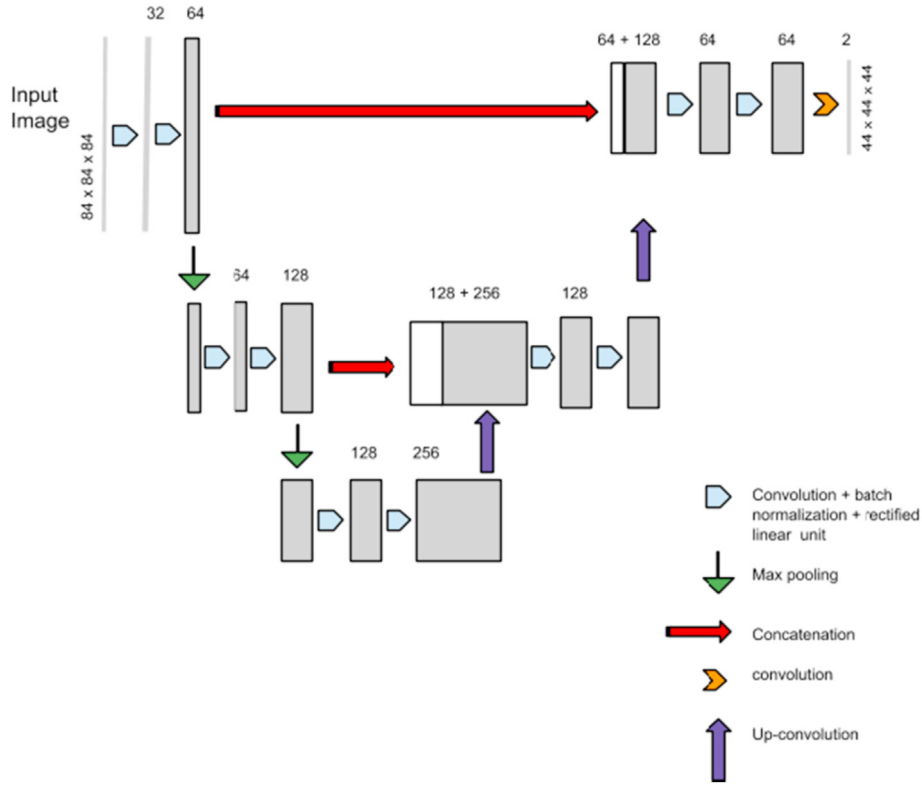 32 64
64 + 128 64 64 2
Input
Image
84 x 84 x 84
44 × 44 × 44
64 128
128 + 256 128
128 256
Convolution + batch
normalization + rectified
linear unit
Max pooling
Concatenation
convolution
Up-convolution